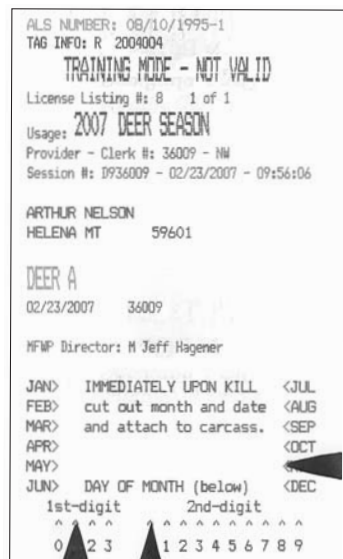 ALS NUMBER: 08/10/1995-1
TAG INFO: R 2004004
TRAINING MODE - NOT VALID
License Listing #: 8 1 of 1
Usage: 2007 DEER SEASON
Provider - Clerk #: 36009 - NW
Session #: D936009 - 02/23/2007 - 09:56:06
ARTHUR NELSON
HELENA MT 59601
DEER A
02/23/2007 36009
MFWP Director: M Jeff Hagener
JAN> IMMEDIATELY UPON KILL <JUL
FEB> cut out month and date <AUG
MAR> and attach to carcass. <SEP
APR> <OCT
MAY> <
JUN> DAY OF MONTH (below) <DEC
1st-digit 2nd-digit
^ ^ ^ ^ ^ ^ ^ ^ ^ ^ ^ ^
0 2 3 1 2 3 4 5 6 7 8 9